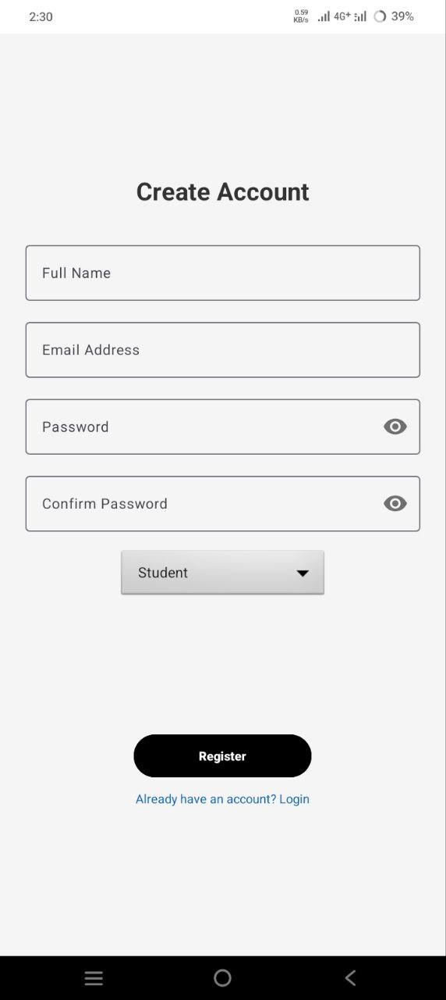 2:30
0.59
KB/s
4G+
39%
Create Account
Full Name
Email Address
Password
Confirm Password
Student
Register
Already have an account? Login